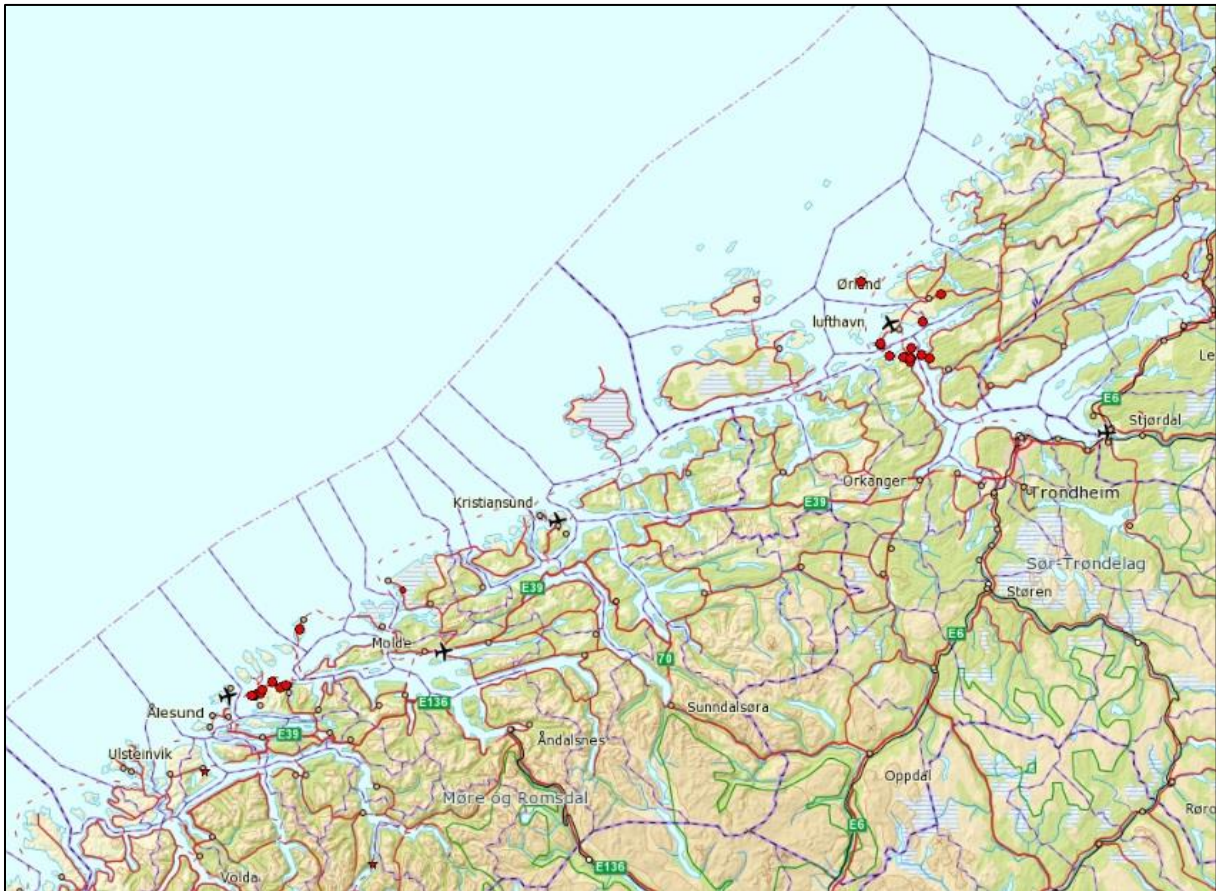 Ørland
lufthavn
Le
E6
Stjørdal
Orkanger
Trondheim
Kristiansund
E39
Sør-Trøndelag
E39
Støren
E6
Molde
70
E136
Sunndalsøra
Ålesund
E39
Åndalsnes
Ulsteinvik
Oppdal
Møre og Romsdal
Røro
E6
E136
Volda